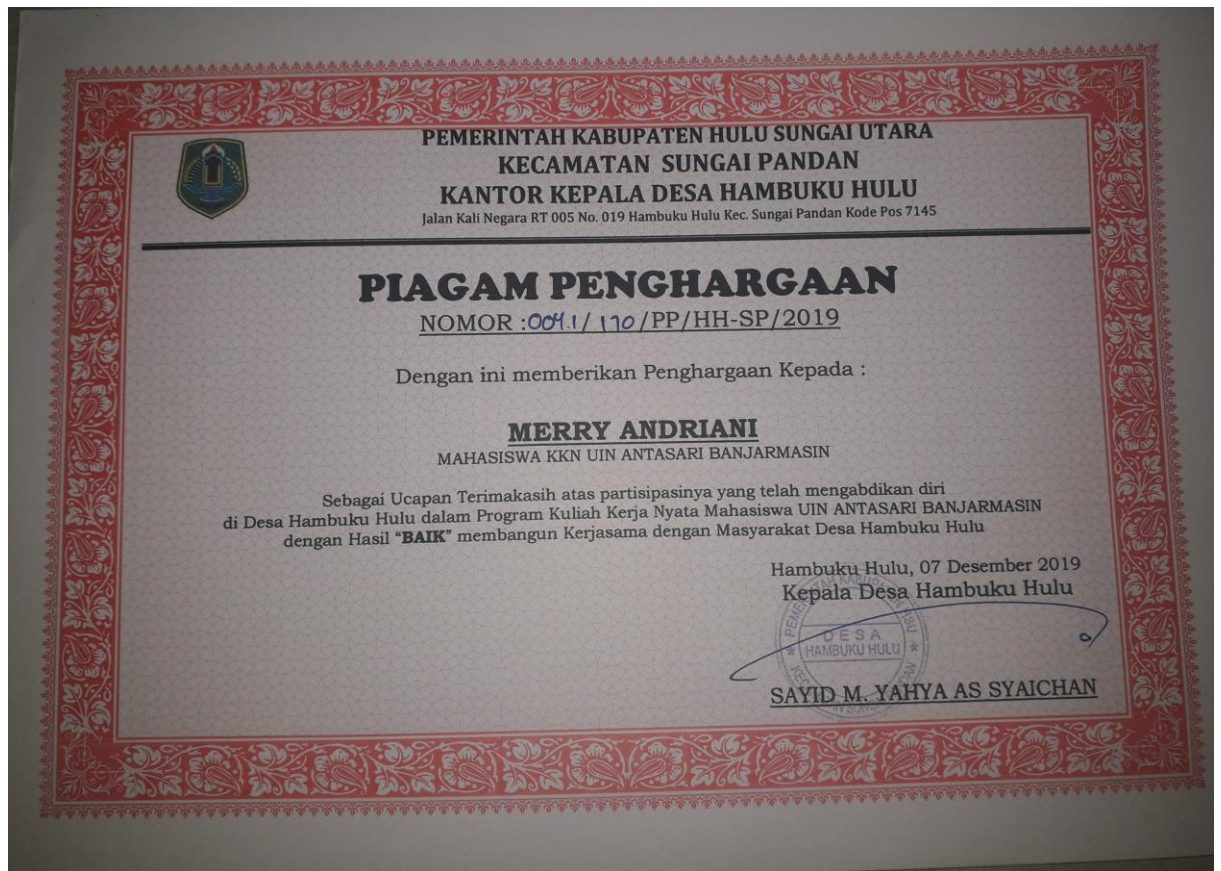 PEMERINTAH KABUPATEN HULU SUNGAI UTARA
KECAMATAN SUNGAI PANDAN
KANTOR KEPALA DESA HAMBUKU HULU
Jalan Kali Negara RT 005 No. 019 Hambuku Hulu Kec. Sungai Pandan Kode Pos 7145
PIAGAM PENGHARGAAN
NOMOR :004.1/ 170/PP/HH-SP/2019
Dengan ini memberikan Penghargaan Kepada :
MERRY ANDRIANI
MAHASISWA KKN UIN ANTASARI BANJARMASIN
Sebagai Ucapan Terimakasih atas partisipasinya yang telah mengabdikan diri
di Desa Hambuku Hulu dalam Program Kuliah Kerja Nyata Mahasiswa UIN ANTASARI BANJARMASIN
dengan Hasil “BAIK” membangun Kerjasama dengan Masyarakat Desa Hambuku Hulu
Hambuku Hulu, 07 Desember 2019
Kepala Desa Hambuku Hulu
DESA
HAMBUKU HULU
SAYID M. YAHYA AS SYAICHAN